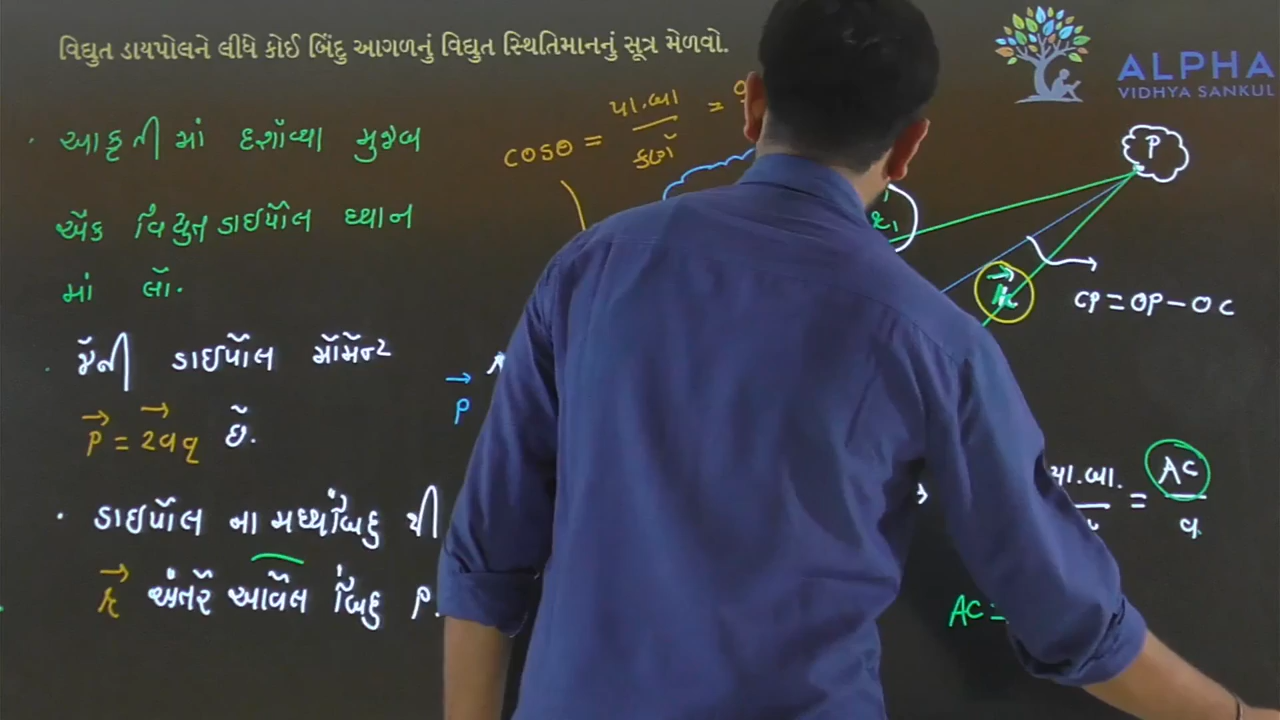 વિદ્યુત ડાયપોલને લીધે કોઈ બિંદુ આગળનું વિદ્યુત સ્થિતિમાનનું સૂત્ર મેળવો.
ALPHA
VIDHYA SANKUL
આકૃતી માં દર્શાવ્યા મુજબ
એક વિદ્યુત ડાઈપોલ ધ્યાન
માં લો.
જેની ડાઈપોલ મોમેન્ટ
P = 2aq છે.
ડાઈપોલ ના મધ્યબિંદુ થી
r અંતરે આવેલ બિંદુ P.
cosθ = પા.બા / કર્ણ =
P
r
CP = OP - OC
P
પા.બા. = AC / a
AC =